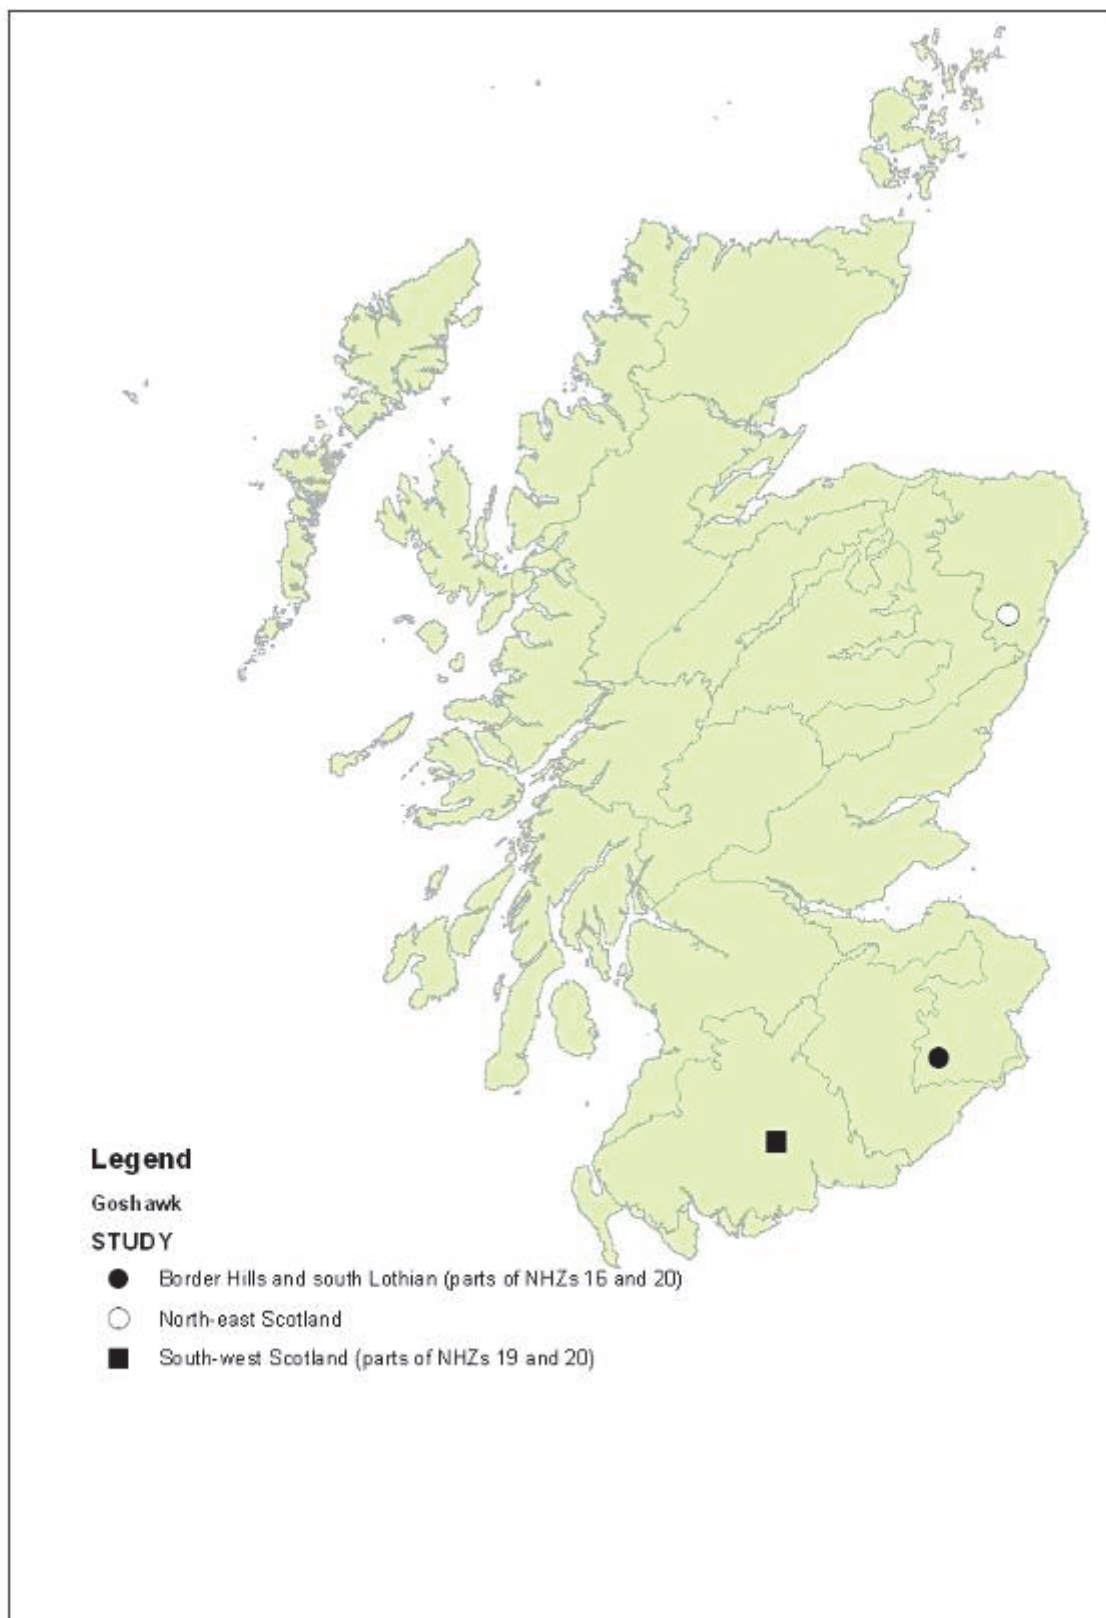 Legend
Goshawk
STUDY
Border Hills and south Lothian (parts of NHZs 16 and 20)
North-east Scotland
South-west Scotland (parts of NHZs 19 and 20)